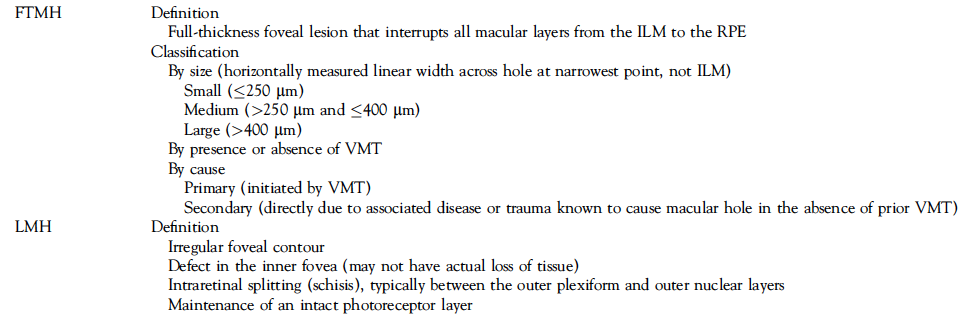 FTMH Definition
Full-thickness foveal lesion that interrupts all macular layers from the ILM to the RPE
Classification
By size (horizontally measured linear width across hole at narrowest point, not ILM)
Small (≤250 μm)
Medium (>250 μm and ≤400 μm)
Large (>400 μm)
By presence or absence of VMT
By cause
Primary (initiated by VMT)
Secondary (directly due to associated disease or trauma known to cause macular hole in the absence of prior VMT)
LMH Definition
Irregular foveal contour
Defect in the inner fovea (may not have actual loss of tissue)
Intraretinal splitting (schisis), typically between the outer plexiform and outer nuclear layers
Maintenance of an intact photoreceptor layer